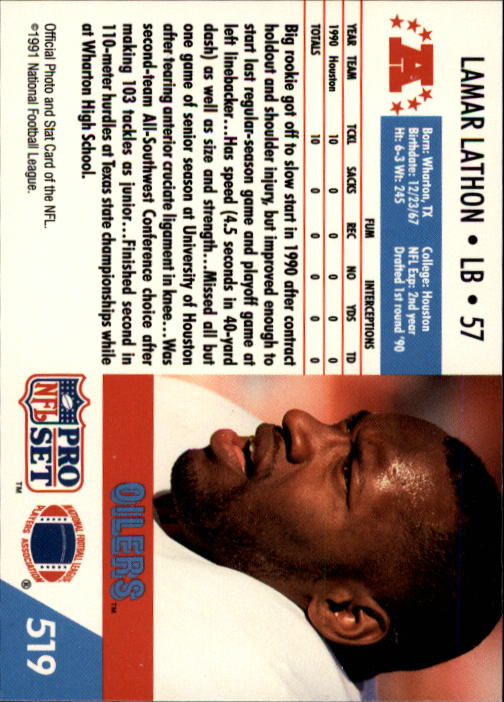 LAMAR LATHON • LB • 57
A
Born: Wharton, TX
Birthdate: 12/23/67
Ht: 6-3 Wt: 245
College: Houston
NFL Exp: 2nd year
Drafted 1st round '90
FUM INTERCEPTIONS
YEAR TEAM TCKL SACKS REC NO YDS TD
1990 Houston 10 0 0 0 0 0
TOTALS 10 0 0 0 0 0
Big rookie got off to slow start in 1990 after contract
holdout and shoulder injury, but improved enough to
start last regular-season game and playoff game at
left linebacker...Has speed (4.5 seconds in 40-yard
dash) as well as size and strength...Missed all but
one game of senior season at University of Houston
after tearing anterior cruciate ligament in knee...Was
second-team All-Southwest Conference choice after
making 103 tackles as junior...Finished second in
110-meter hurdles at Texas state championships while
at Wharton High School.
Official Photo and Stat Card of the NFL.
©1991 National Football League.
OILERS™
PRO
NFL
SET
™
NATIONAL FOOTBALL LEAGUE
PLAYERS ASSOCIATION
®
519